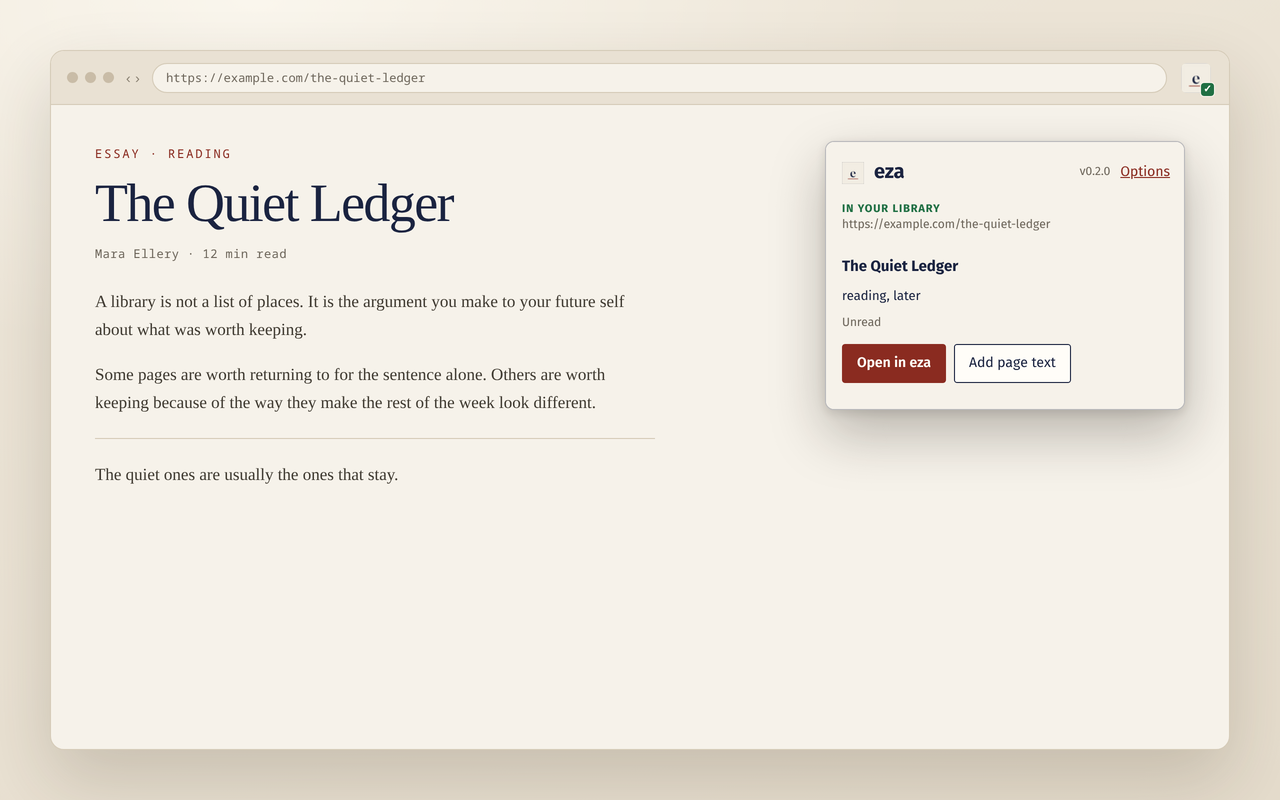 https://example.com/the-quiet-ledger
e
ESSAY · READING
The Quiet Ledger
Mara Ellery · 12 min read
A library is not a list of places. It is the argument you make to your future self
about what was worth keeping.
Some pages are worth returning to for the sentence alone. Others are worth
keeping because of the way they make the rest of the week look different.
The quiet ones are usually the ones that stay.
e eza v0.2.0 Options
IN YOUR LIBRARY
https://example.com/the-quiet-ledger
The Quiet Ledger
reading, later
Unread
Open in eza Add page text